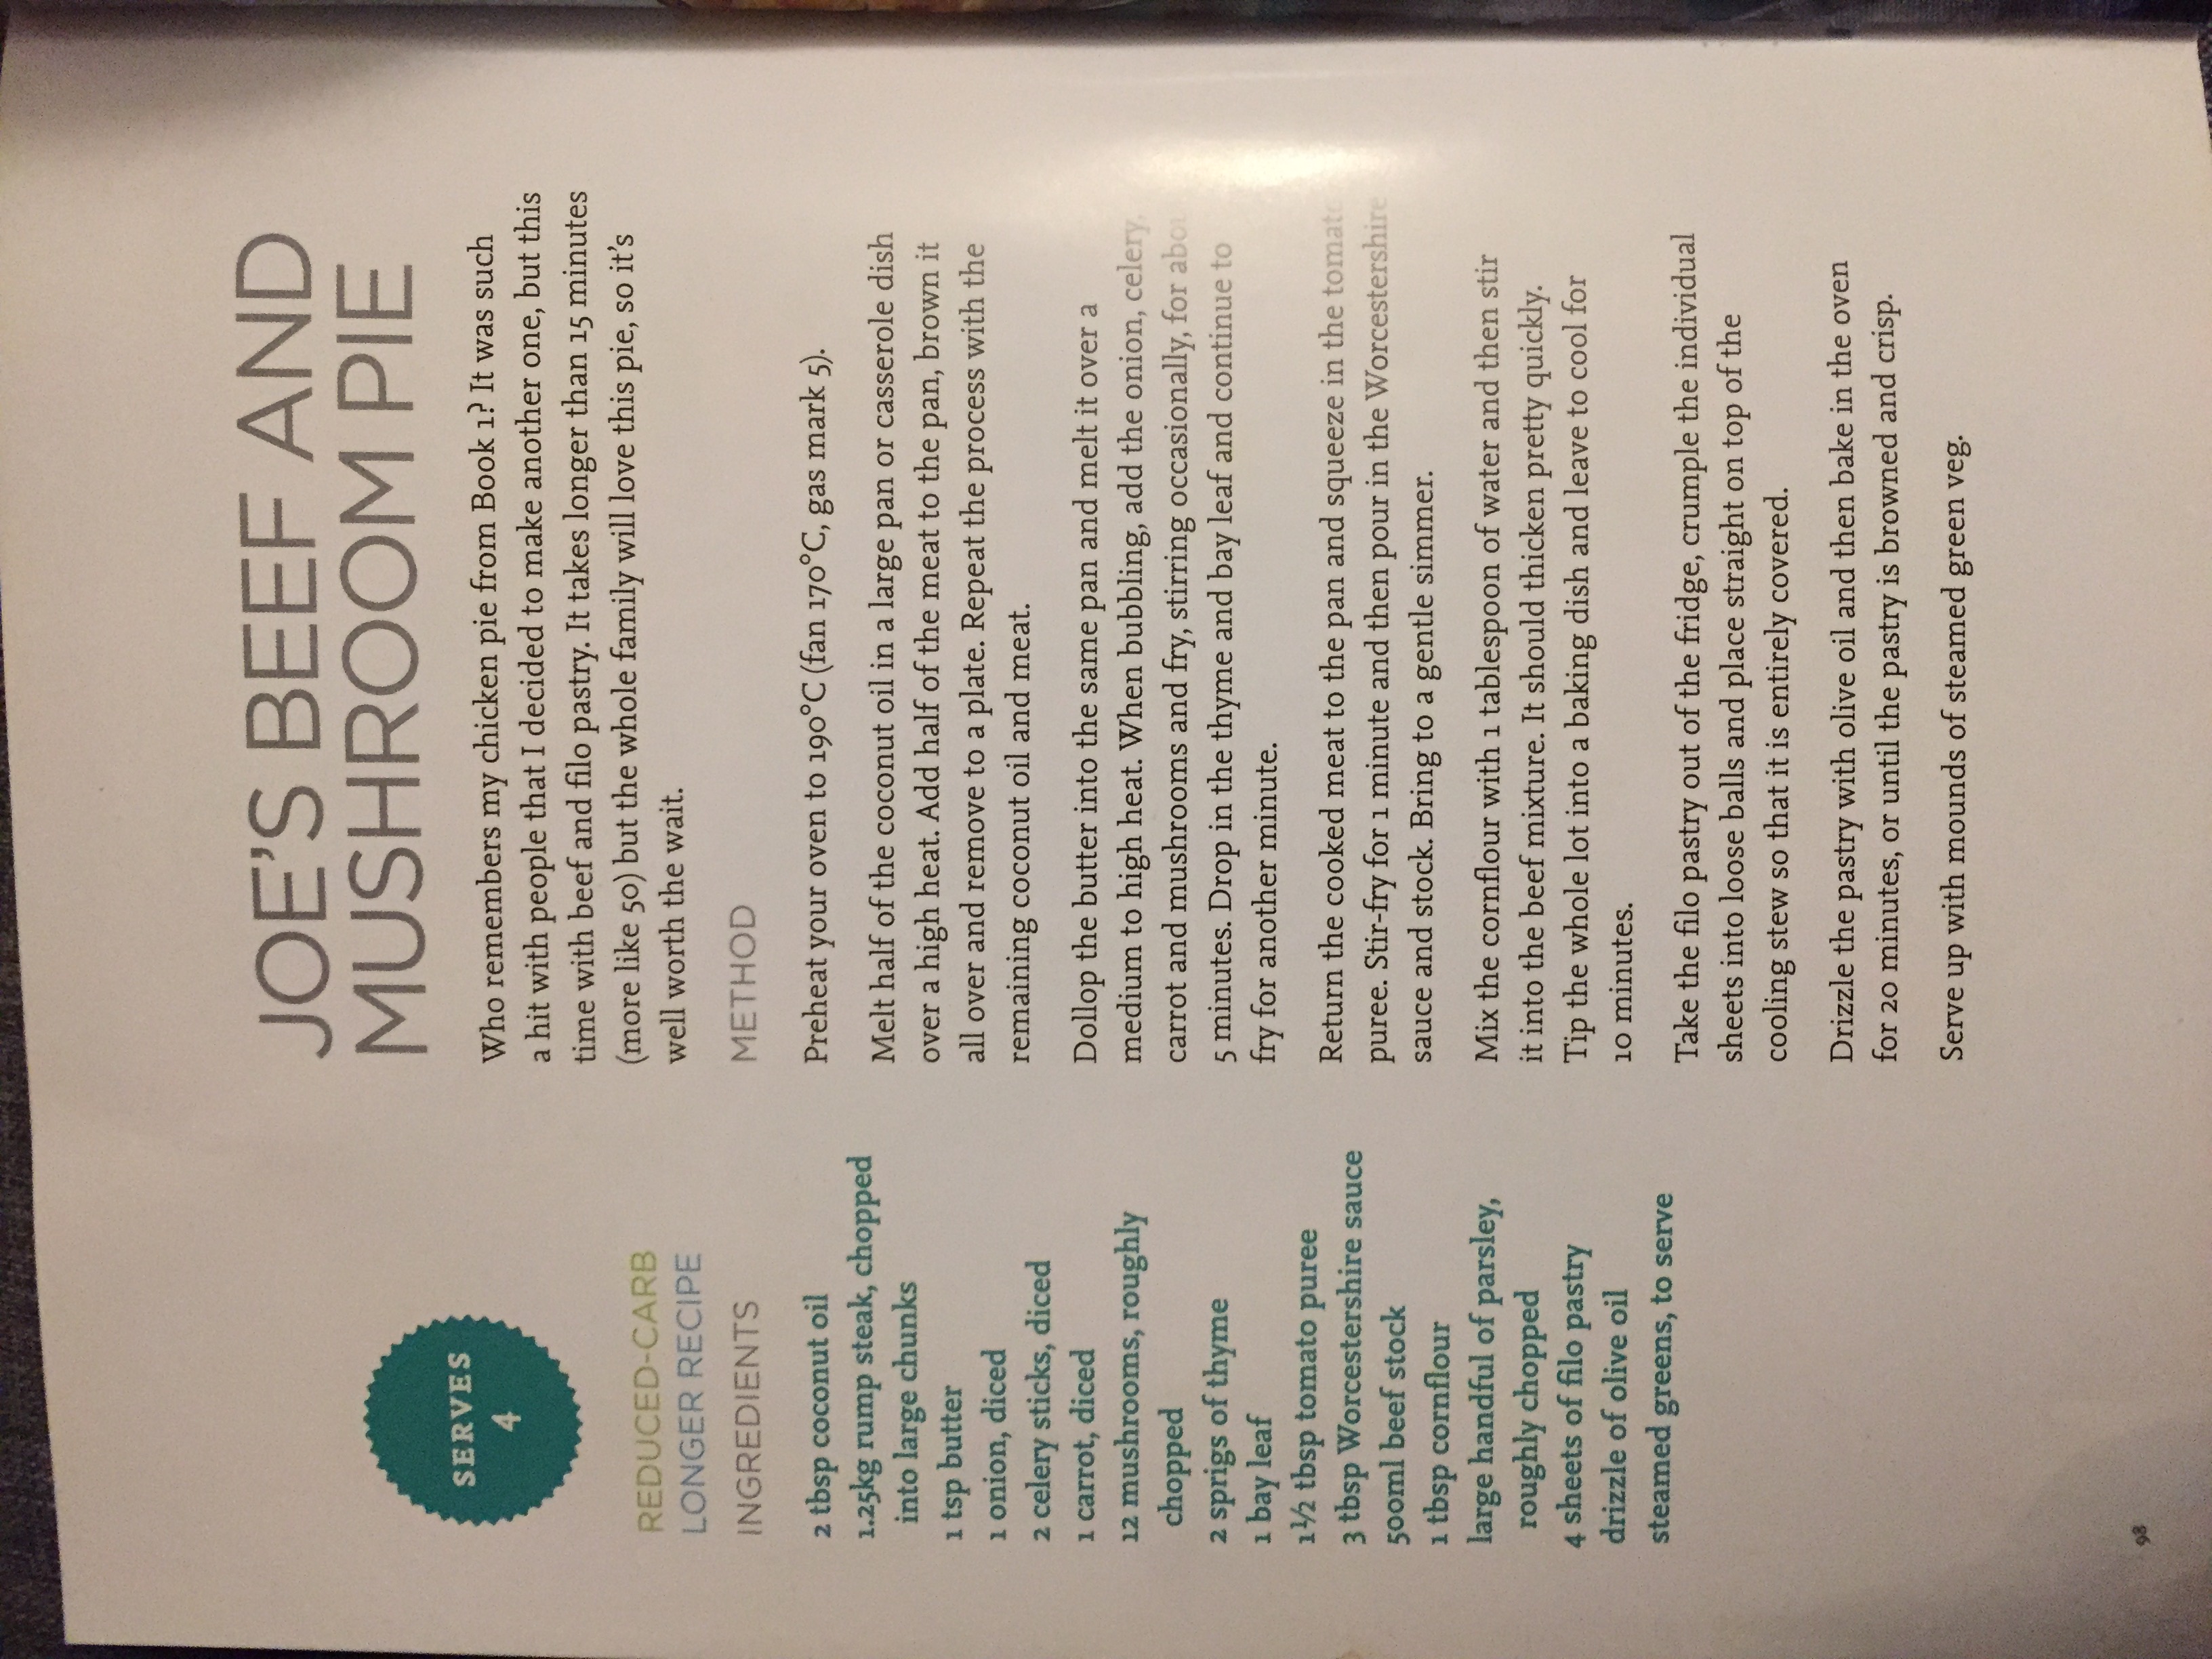 JOE'S BEEF AND
MUSHROOM PIE
SERVES
4
REDUCED-CARB
LONGER RECIPE
INGREDIENTS
2 tbsp coconut oil
1.25kg rump steak, chopped
into large chunks
1 tsp butter
1 onion, diced
2 celery sticks, diced
1 carrot, diced
12 mushrooms, roughly
chopped
2 sprigs of thyme
1 bay leaf
1½ tbsp tomato puree
3 tbsp Worcestershire sauce
500ml beef stock
1 tbsp cornflour
large handful of parsley,
roughly chopped
4 sheets of filo pastry
drizzle of olive oil
steamed greens, to serve
Who remembers my chicken pie from Book 1? It was such
a hit with people that I decided to make another one, but this
time with beef and filo pastry. It takes longer than 15 minutes
(more like 50) but the whole family will love this pie, so it's
well worth the wait.
METHOD
Preheat your oven to 190°C (fan 170°C, gas mark 5).
Melt half of the coconut oil in a large pan or casserole dish
over a high heat. Add half of the meat to the pan, brown it
all over and remove to a plate. Repeat the process with the
remaining coconut oil and meat.
Dollop the butter into the same pan and melt it over a
medium to high heat. When bubbling, add the onion, celery,
carrot and mushrooms and fry, stirring occasionally, for
5 minutes. Drop in the thyme and bay leaf and continue to
fry for another minute.
Return the cooked meat to the pan and squeeze in the
puree. Stir-fry for 1 minute and then pour in the Worcestershire
sauce and stock. Bring to a gentle simmer.
Mix the cornflour with 1 tablespoon of water and then stir
it into the beef mixture. It should thicken pretty quickly.
Tip the whole lot into a baking dish and leave to cool for
10 minutes.
Take the filo pastry out of the fridge, crumple the individual
sheets into loose balls and place straight on top of the
cooling stew so that it is entirely covered.
Drizzle the pastry with olive oil and then bake in the oven
for 20 minutes, or until the pastry is browned and crisp.
Serve up with mounds of steamed green veg.
98